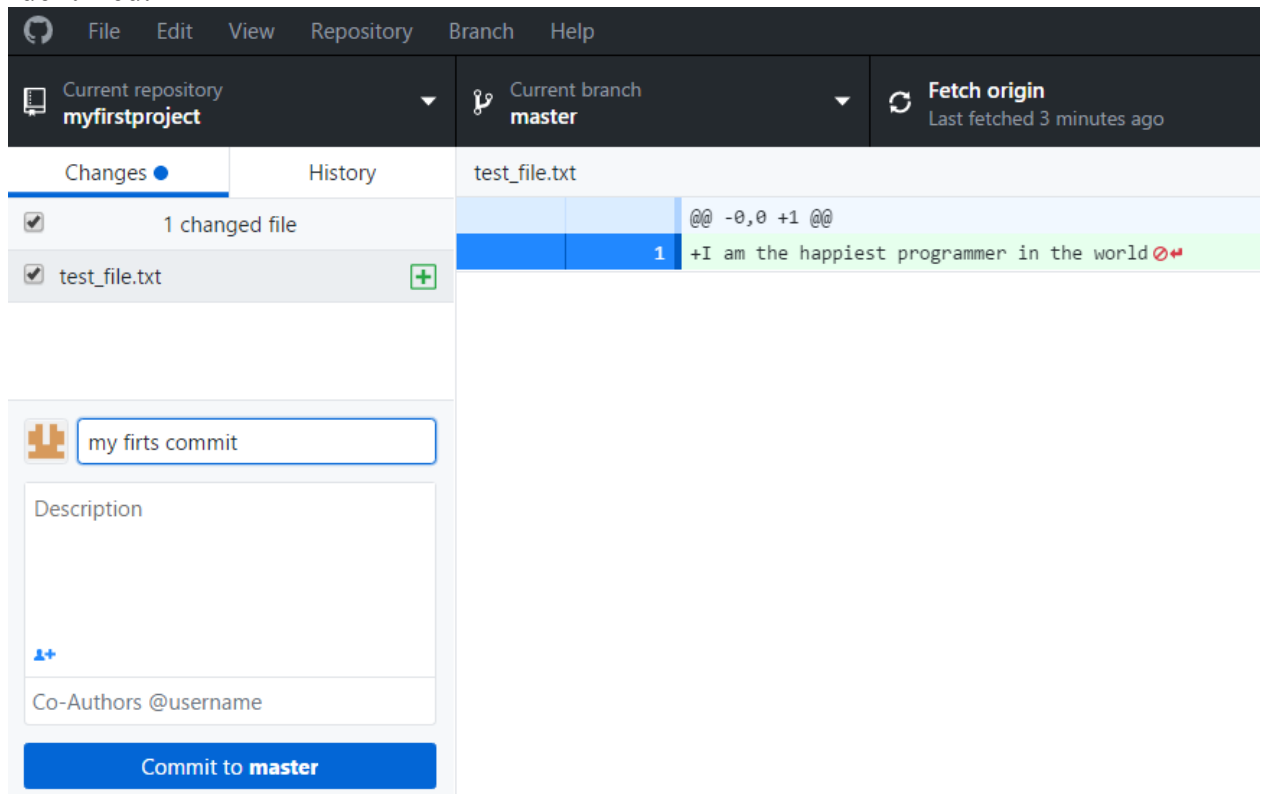 File Edit View Repository Branch Help
Current repository
myfirstproject
Current branch
master
Fetch origin
Last fetched 3 minutes ago
Changes
History
1 changed file
test_file.txt
test_file.txt
@@ -0,0 +1 @@
1 +I am the happiest programmer in the world
my firts commit
Description
Co-Authors @username
Commit to master